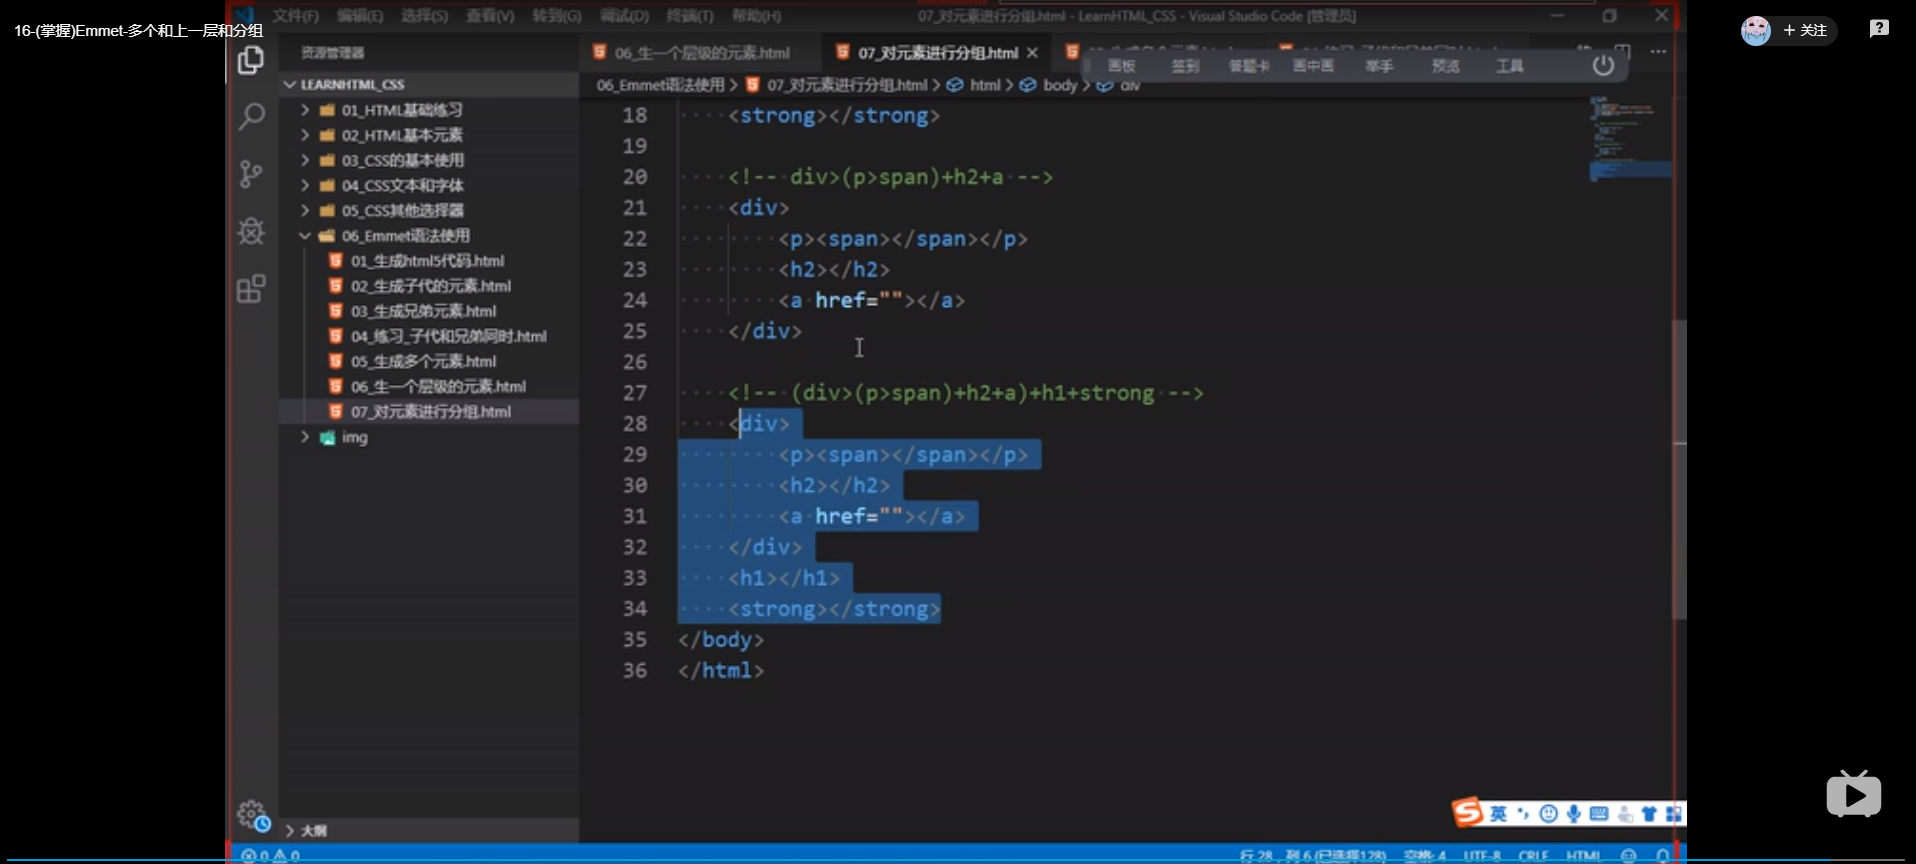 16-(掌握)Emmet-多个和上一层和分组
文件(F) 编辑(E) 选择(S) 查看(V) 转到(G) 调试(D) 终端(T) 帮助(H)
07_对元素进行分组.html - LearnHTML_CSS - Visual Studio Code [管理员]
+ 关注
资源管理器
06_生一个层级的元素.html
07_对元素进行分组.html
画板 签到 答题卡 画中画 举手 预览 工具
LEARNHTML_CSS
06_Emmet语法使用 > 07_对元素进行分组.html > html > body > div
01_HTML基础练习
02_HTML基本元素
03_CSS的基本使用
04_CSS文本和字体
05_CSS其他选择器
06_Emmet语法使用
01_生成html5代码.html
02_生成子代的元素.html
03_生成兄弟元素.html
04_练习_子代和兄弟同时.html
05_生成多个元素.html
06_生一个层级的元素.html
07_对元素进行分组.html
img
大纲
18 <strong></strong>
19
20 <!-- div>(p>span)+h2+a -->
21 <div>
22 <p><span></span></p>
23 <h2></h2>
24 <a href=""></a>
25 </div>
26
27 <!-- (div>(p>span)+h2+a)+h1+strong -->
28 <div>
29 <p><span></span></p>
30 <h2></h2>
31 <a href=""></a>
32 </div>
33 <h1></h1>
34 <strong></strong>
35 </body>
36 </html>
英
0 0
行 28，列 6 (已选择128) 空格: 4 UTF-8 CRLF HTML